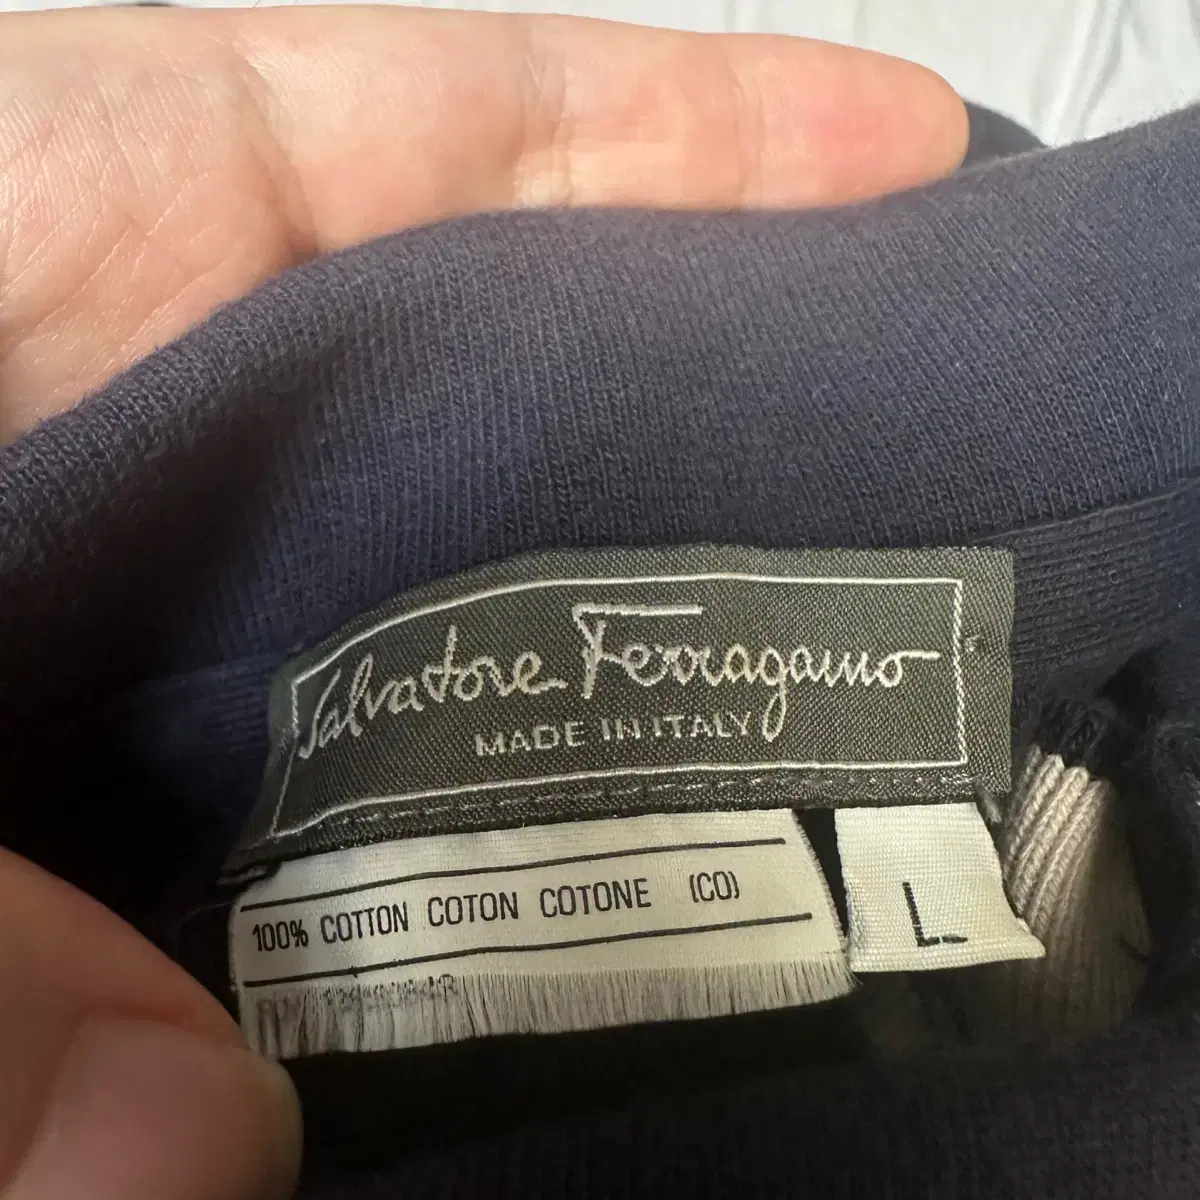 Salvatore Ferragamo
MADE IN ITALY
100% COTTON COTON COTONE (CO)
L